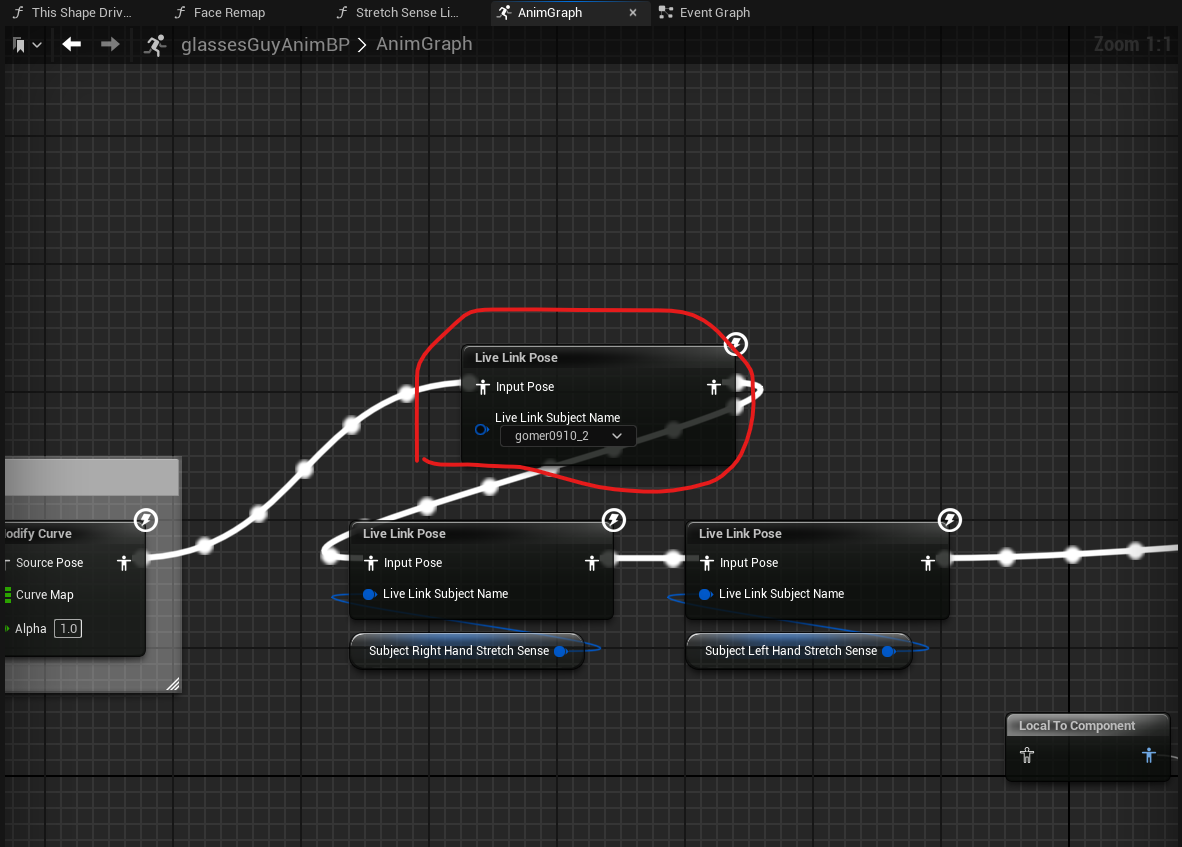 This Shape Driv...
Face Remap
Stretch Sense Li...
AnimGraph
Event Graph
glassesGuyAnimBP > AnimGraph
Zoom 1:1
Live Link Pose
Input Pose
Live Link Subject Name
gomer0910_2
odify Curve
Source Pose
Curve Map
Alpha 1.0
Live Link Pose
Input Pose
Live Link Subject Name
Subject Right Hand Stretch Sense
Live Link Pose
Input Pose
Live Link Subject Name
Subject Left Hand Stretch Sense
Local To Component